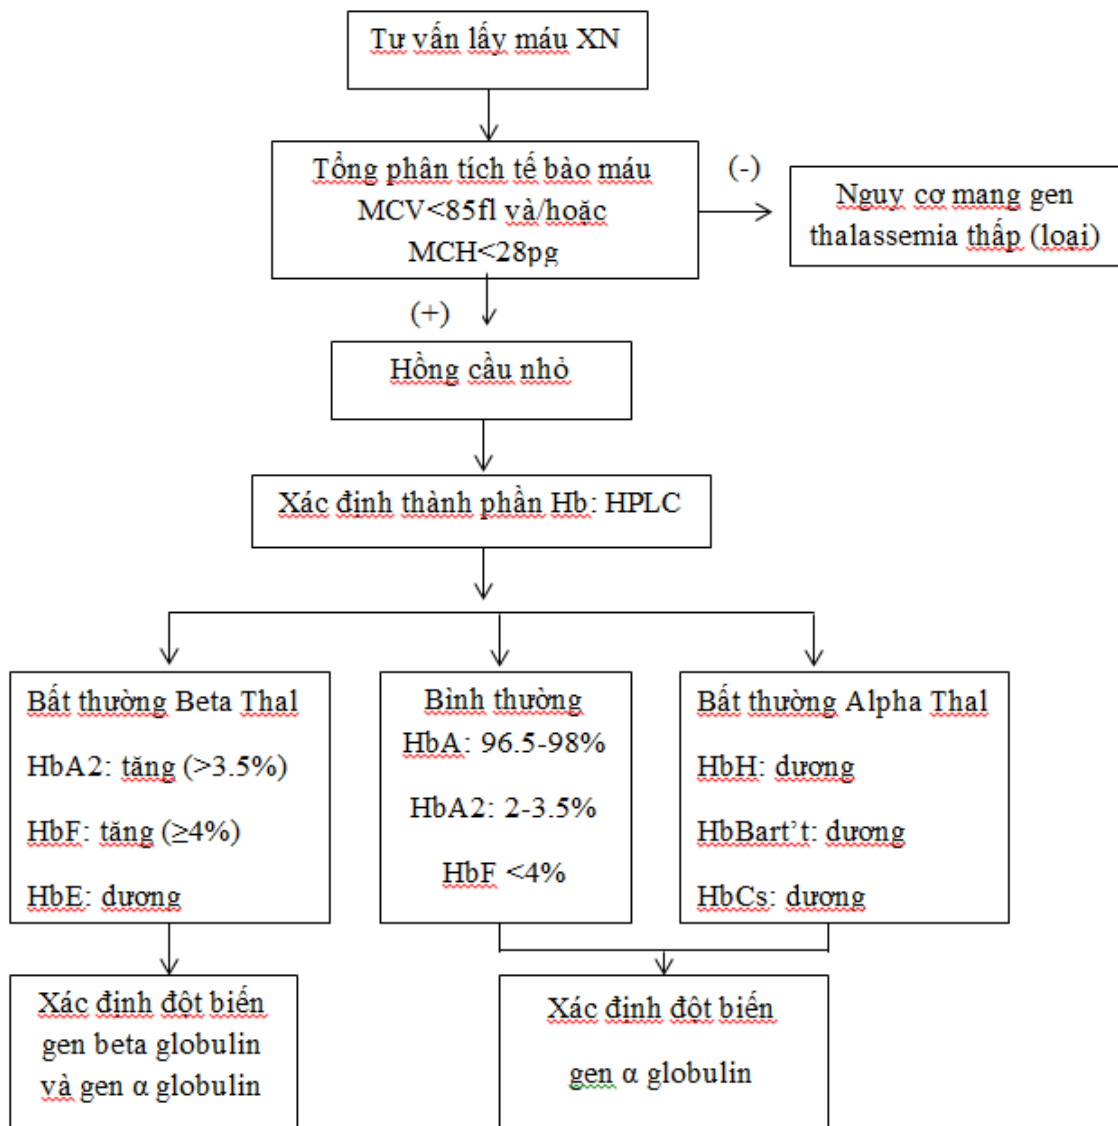 Tư vấn lấy máu XN
Tổng phân tích tế bào máu
MCV<85fl và/hoặc
MCH<28pg
(-)
Nguy cơ mang gen
thalassemia thấp (loại)
(+)
Hồng cầu nhỏ
Xác định thành phần Hb: HPLC
Bất thường Beta Thal
HbA2: tăng (>3.5%)
HbF: tăng (≥4%)
HbE: dương
Bình thường
HbA: 96.5-98%
HbA2: 2-3.5%
HbF <4%
Bất thường Alpha Thal
HbH: dương
HbBart’t: dương
HbCs: dương
Xác định đột biến
gen beta globulin
và gen α globulin
Xác định đột biến
gen α globulin